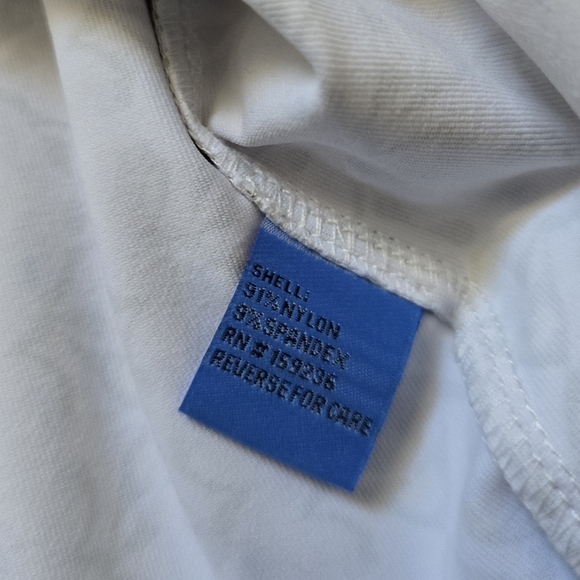 SHELL:
91% NYLON
9% SPANDEX
RN # 159236
REVERSE FOR CARE